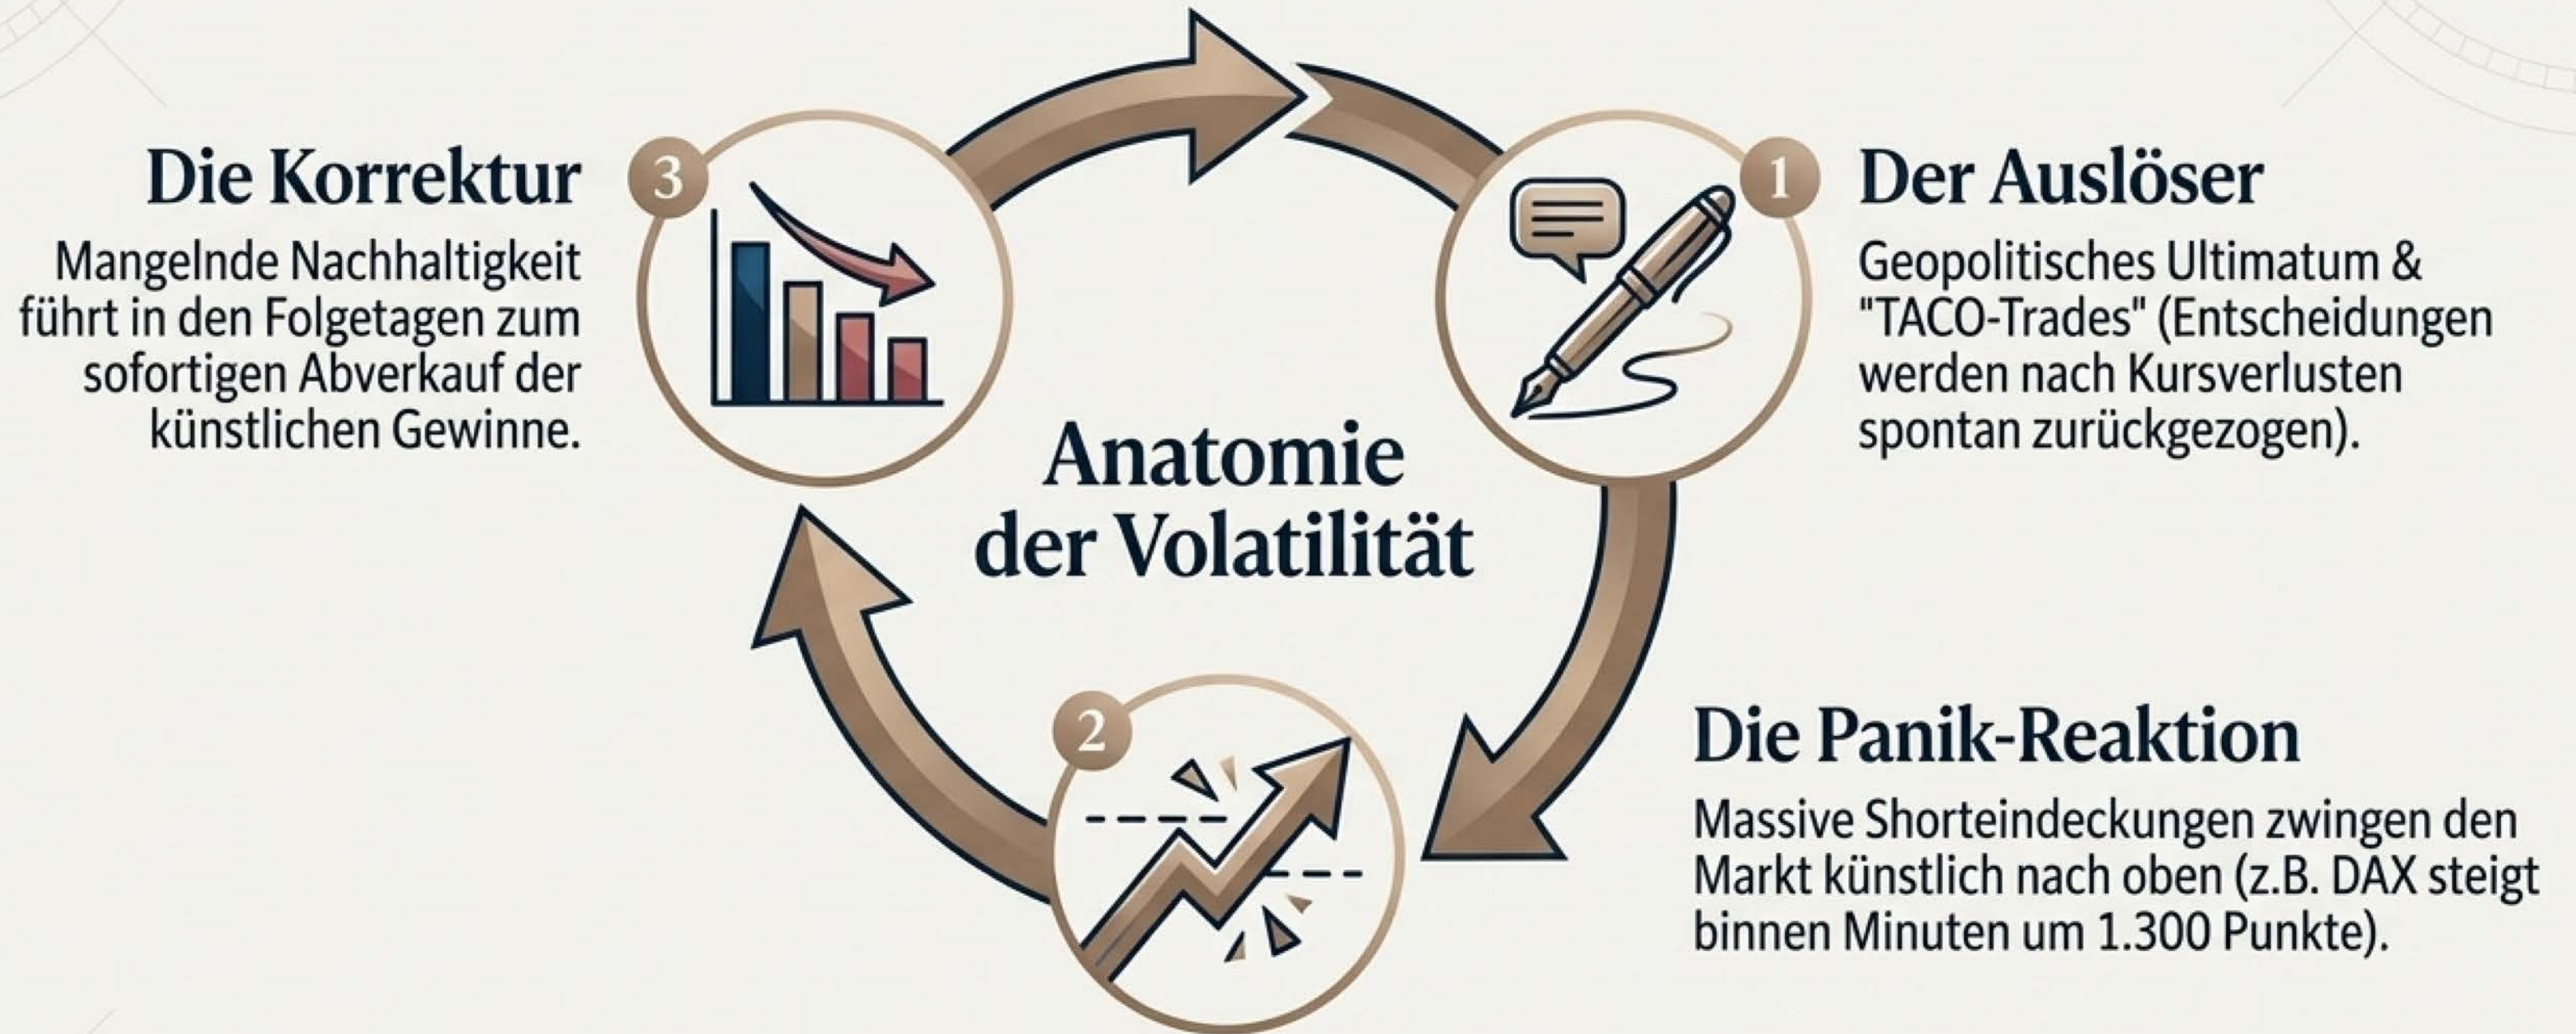 Anatomie
der Volatilität
1
Der Auslöser
Geopolitisches Ultimatum &
"TACO-Trades" (Entscheidungen
werden nach Kursverlusten
spontan zurückgezogen).
2
Die Panik-Reaktion
Massive Shorteindeckungen zwingen den
Markt künstlich nach oben (z.B. DAX steigt
binnen Minuten um 1.300 Punkte).
3
Die Korrektur
Mangelnde Nachhaltigkeit
führt in den Folgetagen zum
sofortigen Abverkauf der
künstlichen Gewinne.